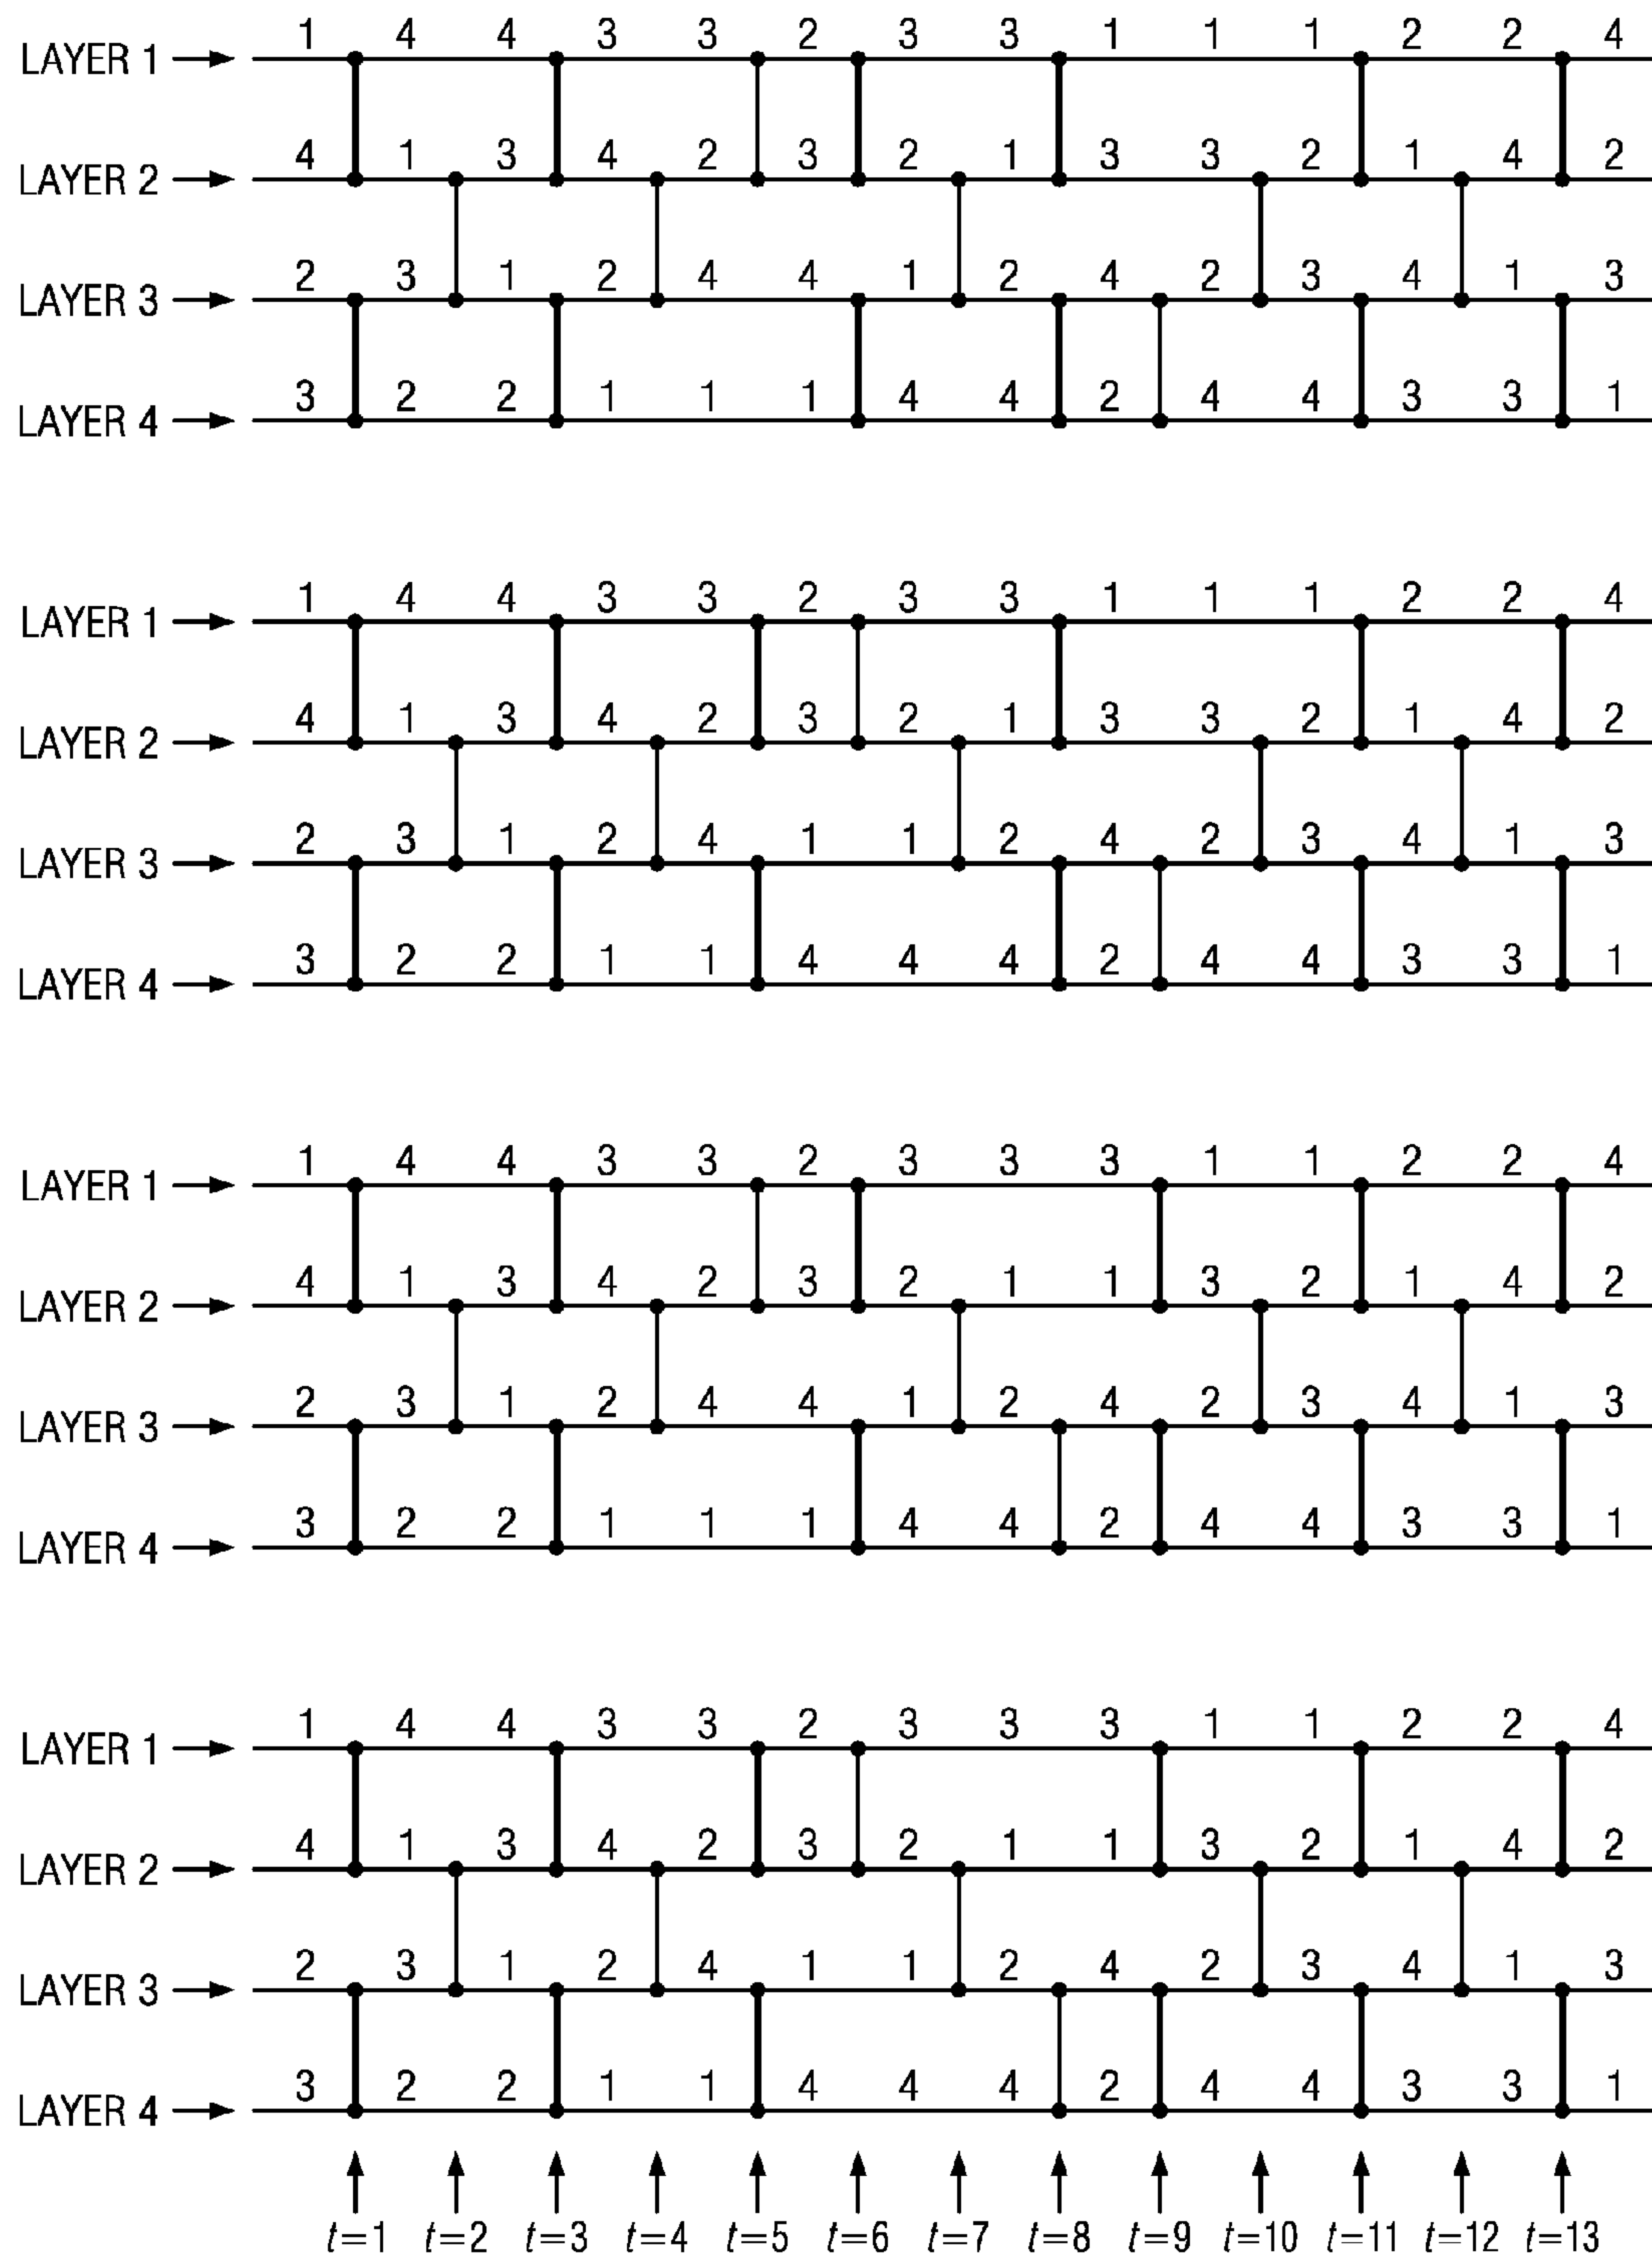 1 4 4 3 3 2 3 3 1 1 1 2 2 4
LAYER 1
4 1 3 4 2 3 2 1 3 3 2 1 4 2
LAYER 2
2 3 1 2 4 4 1 2 4 2 3 4 1 3
LAYER 3
3 2 2 1 1 1 4 4 2 4 4 3 3 1
LAYER 4
1 4 4 3 3 2 3 3 1 1 1 2 2 4
LAYER 1
4 1 3 4 2 3 2 1 3 3 2 1 4 2
LAYER 2
2 3 1 2 4 1 1 2 4 2 3 4 1 3
LAYER 3
3 2 2 1 1 4 4 4 2 4 4 3 3 1
LAYER 4
1 4 4 3 3 2 3 3 3 1 1 2 2 4
LAYER 1
4 1 3 4 2 3 2 1 1 3 2 1 4 2
LAYER 2
2 3 1 2 4 4 1 2 4 2 3 4 1 3
LAYER 3
3 2 2 1 1 1 4 4 2 4 4 3 3 1
LAYER 4
1 4 4 3 3 2 3 3 3 1 1 2 2 4
LAYER 1
4 1 3 4 2 3 2 1 1 3 2 1 4 2
LAYER 2
2 3 1 2 4 1 1 2 4 2 3 4 1 3
LAYER 3
3 2 2 1 1 4 4 4 2 4 4 3 3 1
LAYER 4
t=1 t=2 t=3 t=4 t=5 t=6 t=7 t=8 t=9 t=10 t=11 t=12 t=13